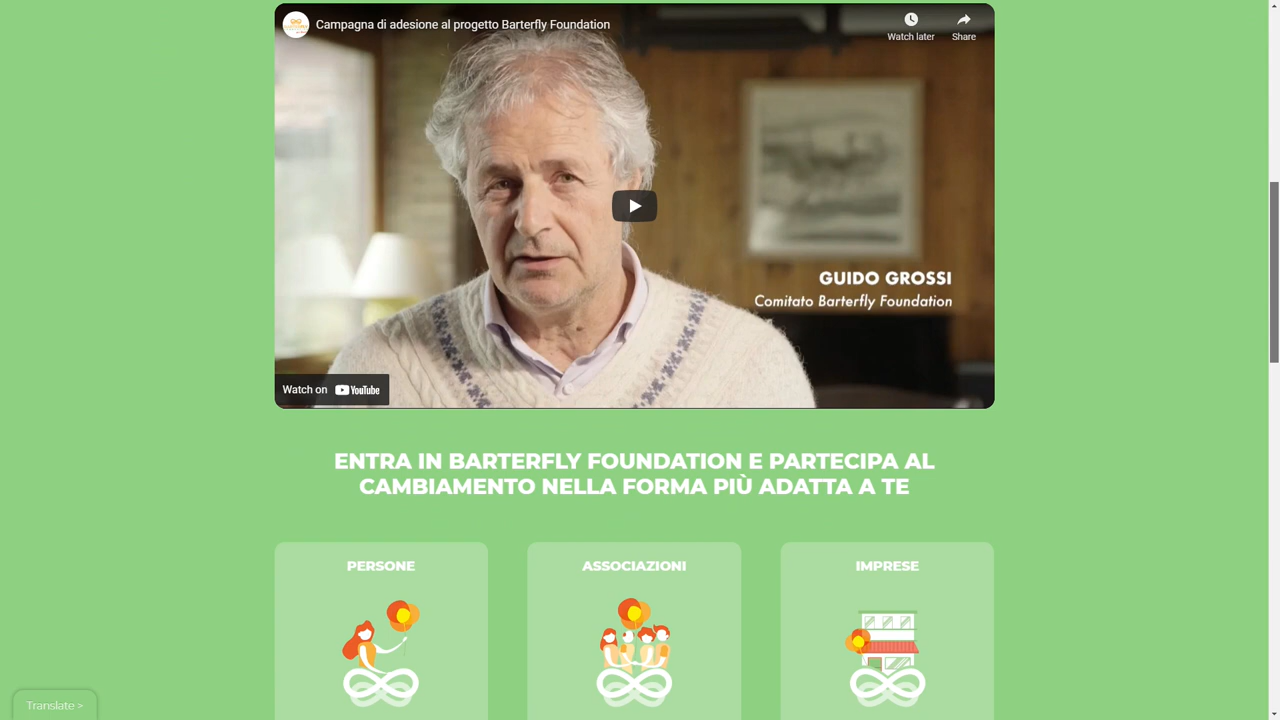 Campagna di adesione al progetto Barterfly Foundation
Watch later
Share
GUIDO GROSSI
Comitato Barterfly Foundation
Watch on YouTube
ENTRA IN BARTERFLY FOUNDATION E PARTECIPA AL
CAMBIAMENTO NELLA FORMA PIÙ ADATTA A TE
PERSONE
ASSOCIAZIONI
IMPRESE
Translate >